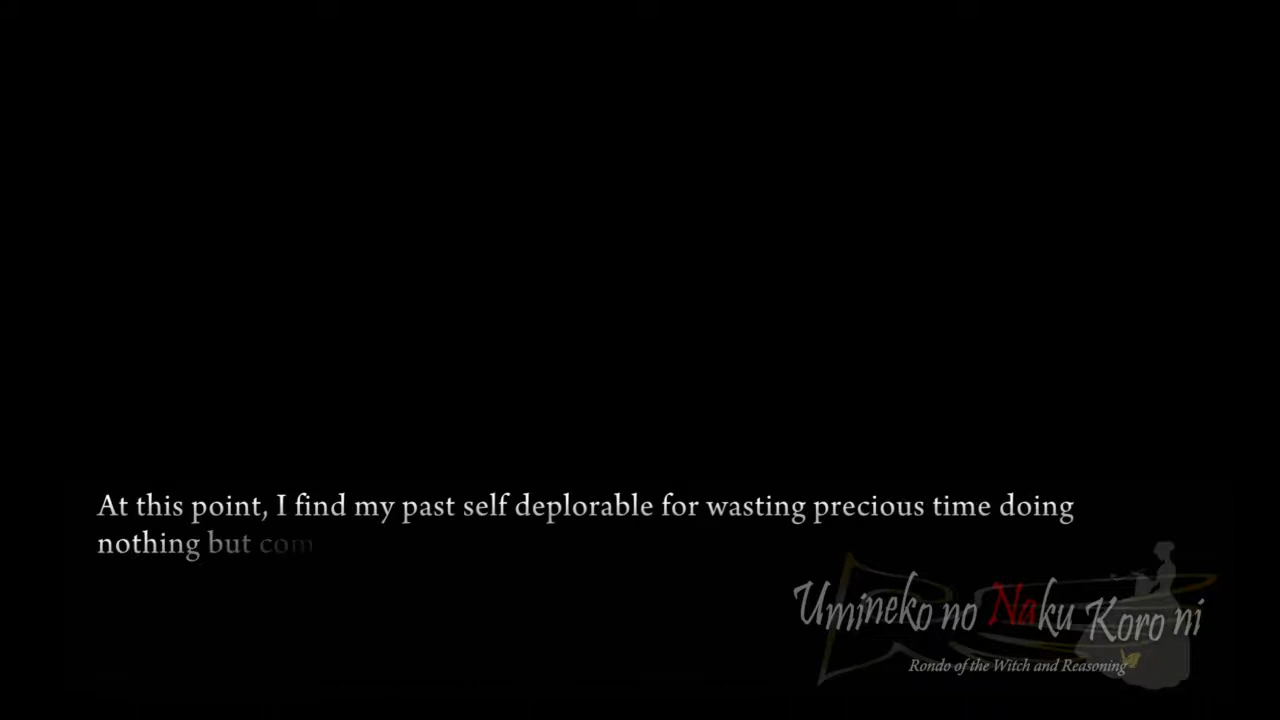 At this point, I find my past self deplorable for wasting precious time doing
nothing but com
Umineko no Naku Koro ni
Rondo of the Witch and Reasoning